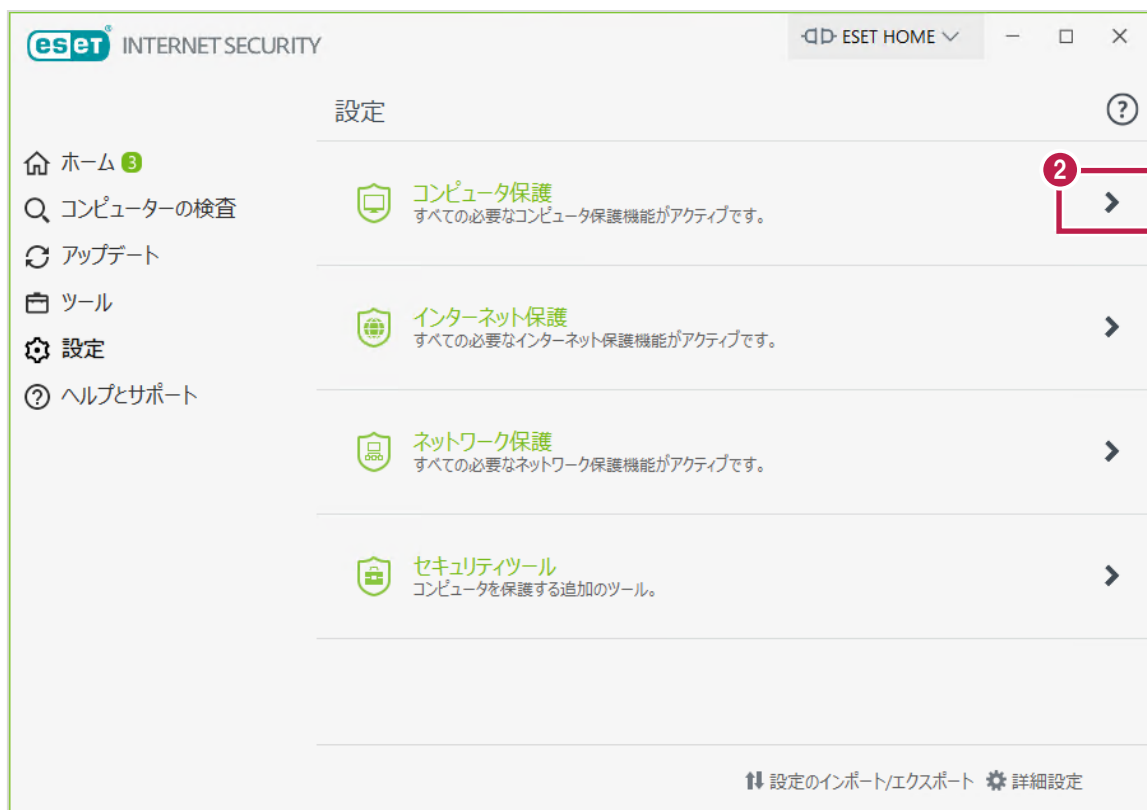 eseT INTERNET SECURITY
ESET HOME
設定
?
ホーム 3
コンピューターの検査
アップデート
ツール
設定
ヘルプとサポート
2
コンピュータ保護
すべての必要なコンピュータ保護機能がアクティブです。
インターネット保護
すべての必要なインターネット保護機能がアクティブです。
ネットワーク保護
すべての必要なネットワーク保護機能がアクティブです。
セキュリティツール
コンピュータを保護する追加のツール。
設定のインポート/エクスポート 詳細設定